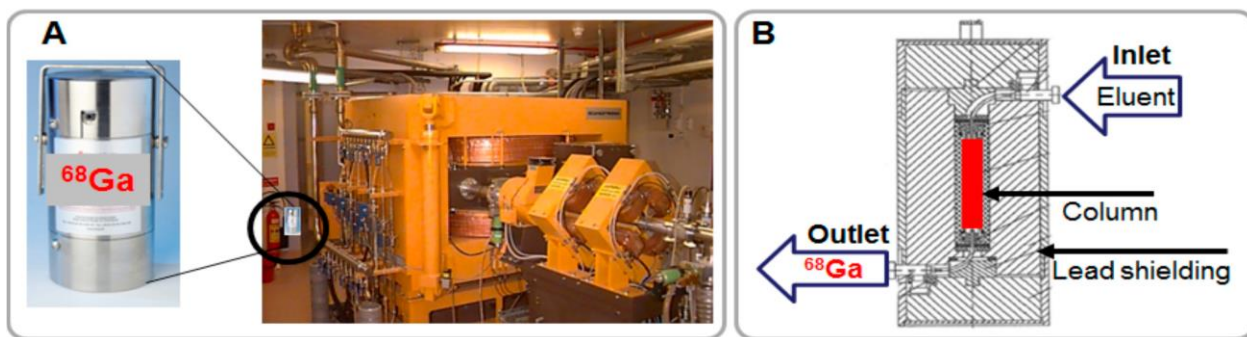 A
⁶⁸Ga
B
Inlet
Eluent
Column
Outlet
⁶⁸Ga
Lead shielding